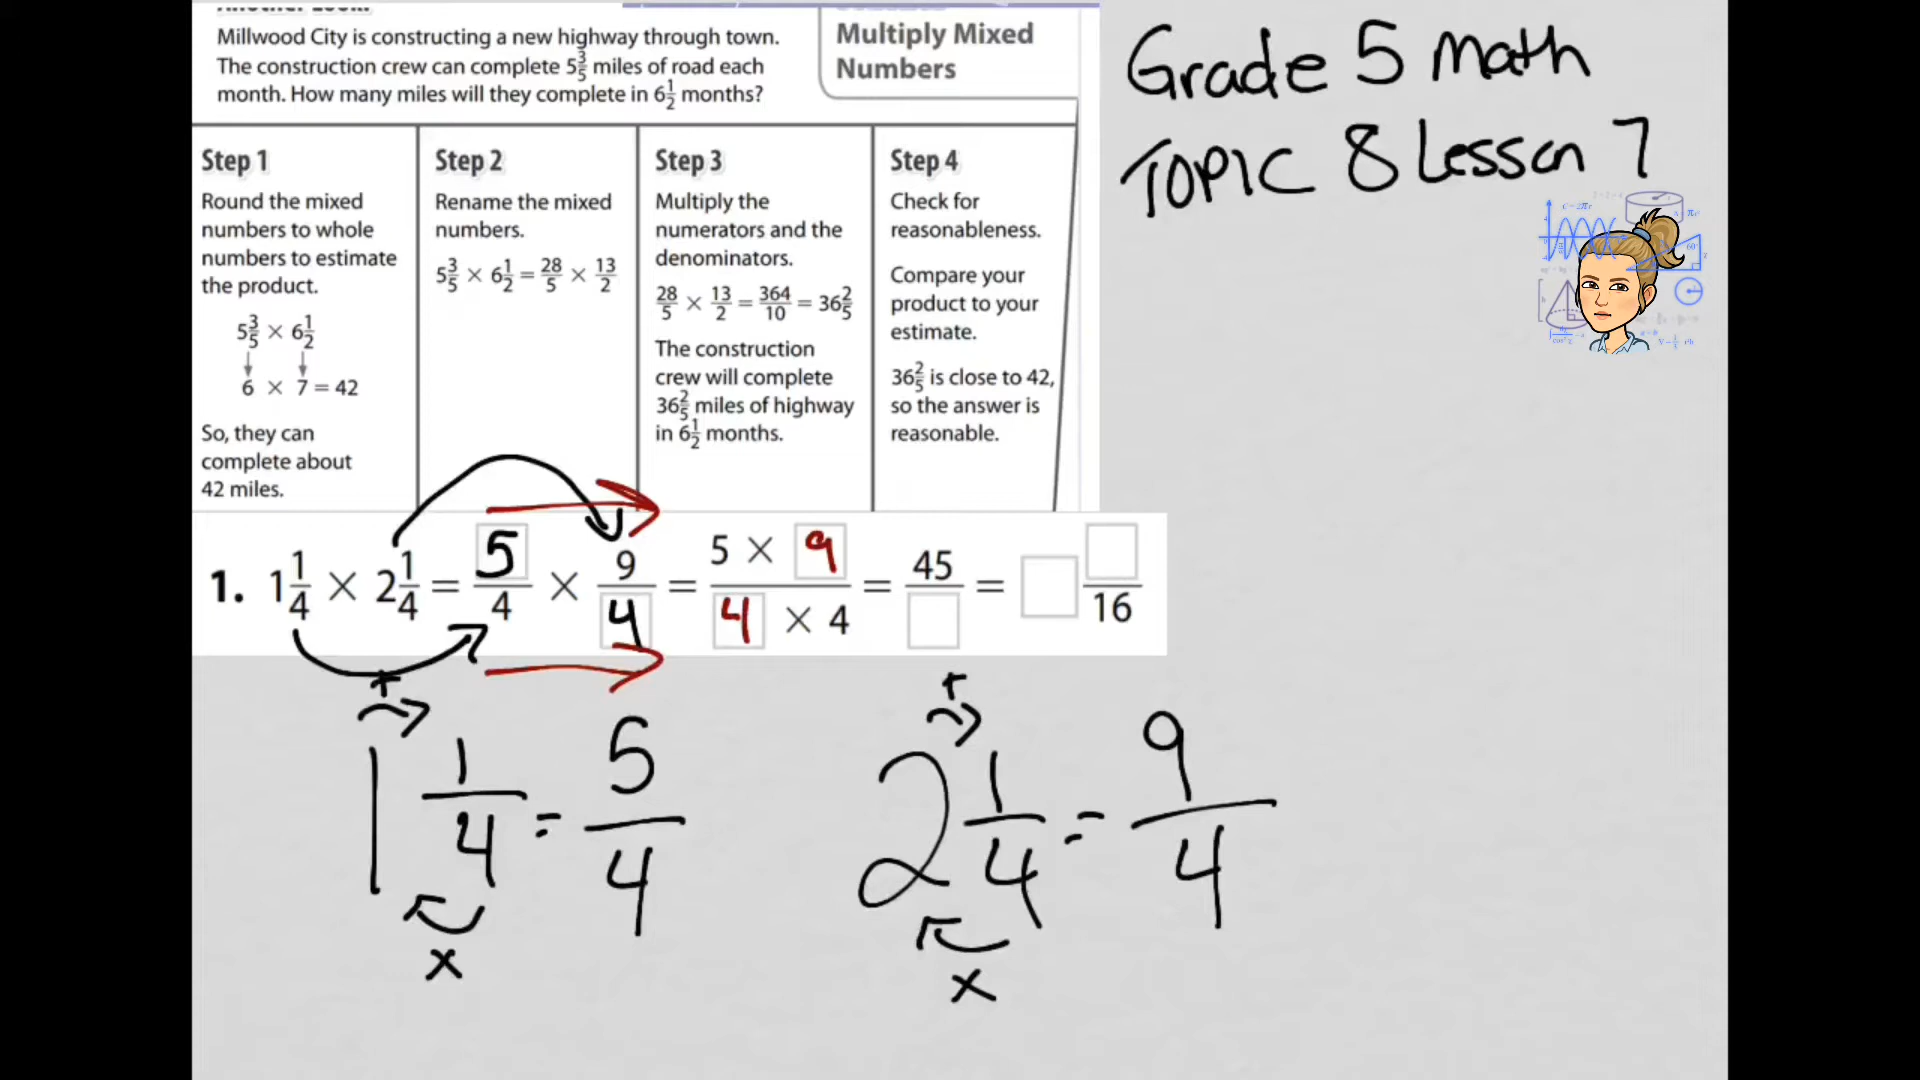 Another Look!
Millwood City is constructing a new highway through town.
The construction crew can complete 5 3/5 miles of road each
month. How many miles will they complete in 6 1/2 months?
Multiply Mixed
Numbers
Grade 5 Math
TOPIC 8 Lesson 7
Step 1
Round the mixed
numbers to whole
numbers to estimate
the product.
5 3/5 × 6 1/2
6 × 7 = 42
So, they can
complete about
42 miles.
Step 2
Rename the mixed
numbers.
5 3/5 × 6 1/2 = 28/5 × 13/2
Step 3
Multiply the
numerators and the
denominators.
28/5 × 13/2 = 364/10 = 36 2/5
The construction
crew will complete
36 2/5 miles of highway
in 6 1/2 months.
Step 4
Check for
reasonableness.
Compare your
product to your
estimate.
36 2/5 is close to 42,
so the answer is
reasonable.
1. 1 1/4 × 2 1/4 = 5/4 × 9/4 = 5 × 9 / 4 × 4 = 45/ = /16
+
1 1/4 = 5/4
x
+
2 1/4 = 9/4
x